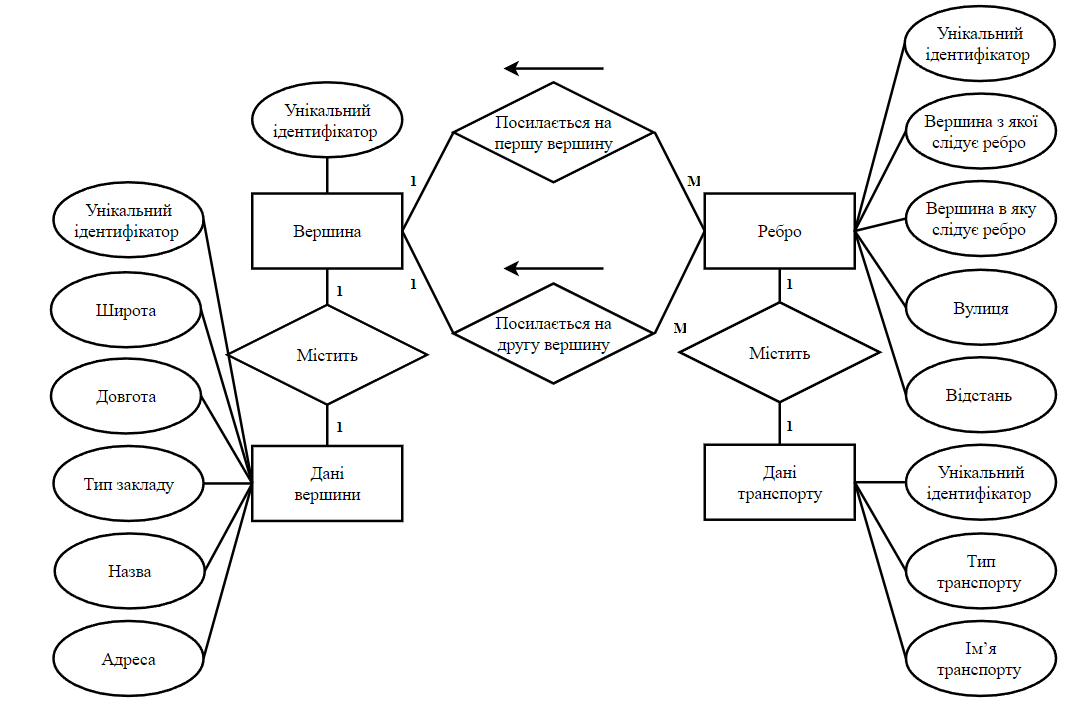 Унікальний
ідентифікатор
Вершина з якої
слідує ребро
Вершина в яку
слідує ребро
Вулиця
Відстань
Унікальний
ідентифікатор
Посилається на
першу вершину
1
М
Вершина
Ребро
Унікальний
ідентифікатор
Широта
Довгота
Тип закладу
Назва
Адреса
1
1
1
Посилається на
другу вершину
М
Містить
Містить
1
1
Дані
вершини
Дані
транспорту
Унікальний
ідентифікатор
Тип
транспорту
Ім’я
транспорту